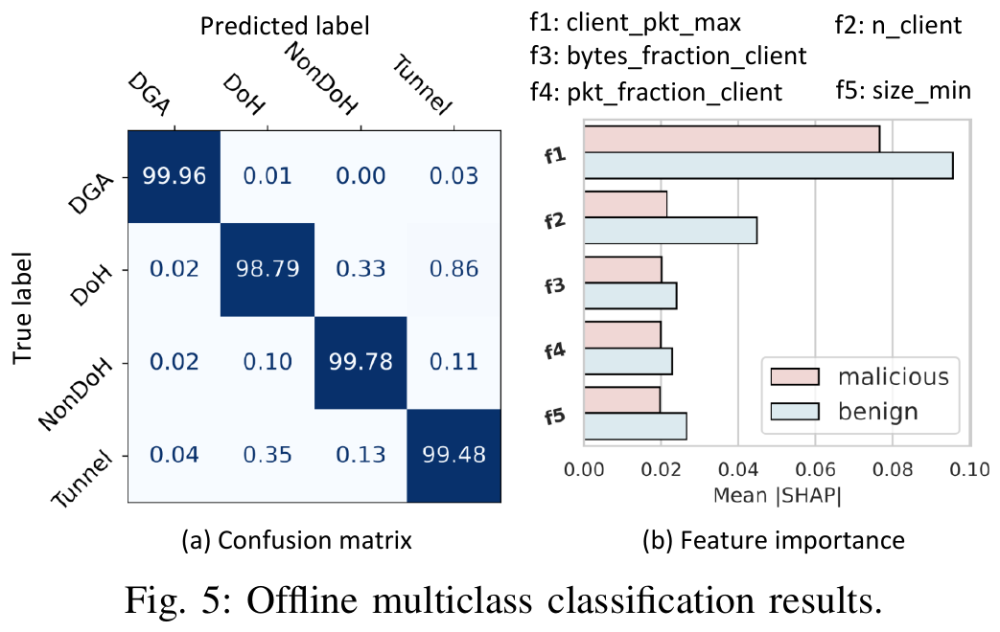 Predicted label
DGA
DoH
NonDoH
Tunnel
True label
DGA 99.96 0.01 0.00 0.03
DoH 0.02 98.79 0.33 0.86
NonDoH 0.02 0.10 99.78 0.11
Tunnel 0.04 0.35 0.13 99.48
(a) Confusion matrix
f1: client_pkt_max f2: n_client
f3: bytes_fraction_client
f4: pkt_fraction_client f5: size_min
f1
f2
f3
f4
f5
malicious
benign
0.00 0.02 0.04 0.06 0.08 0.10
Mean |SHAP|
(b) Feature importance
Fig. 5: Offline multiclass classification results.